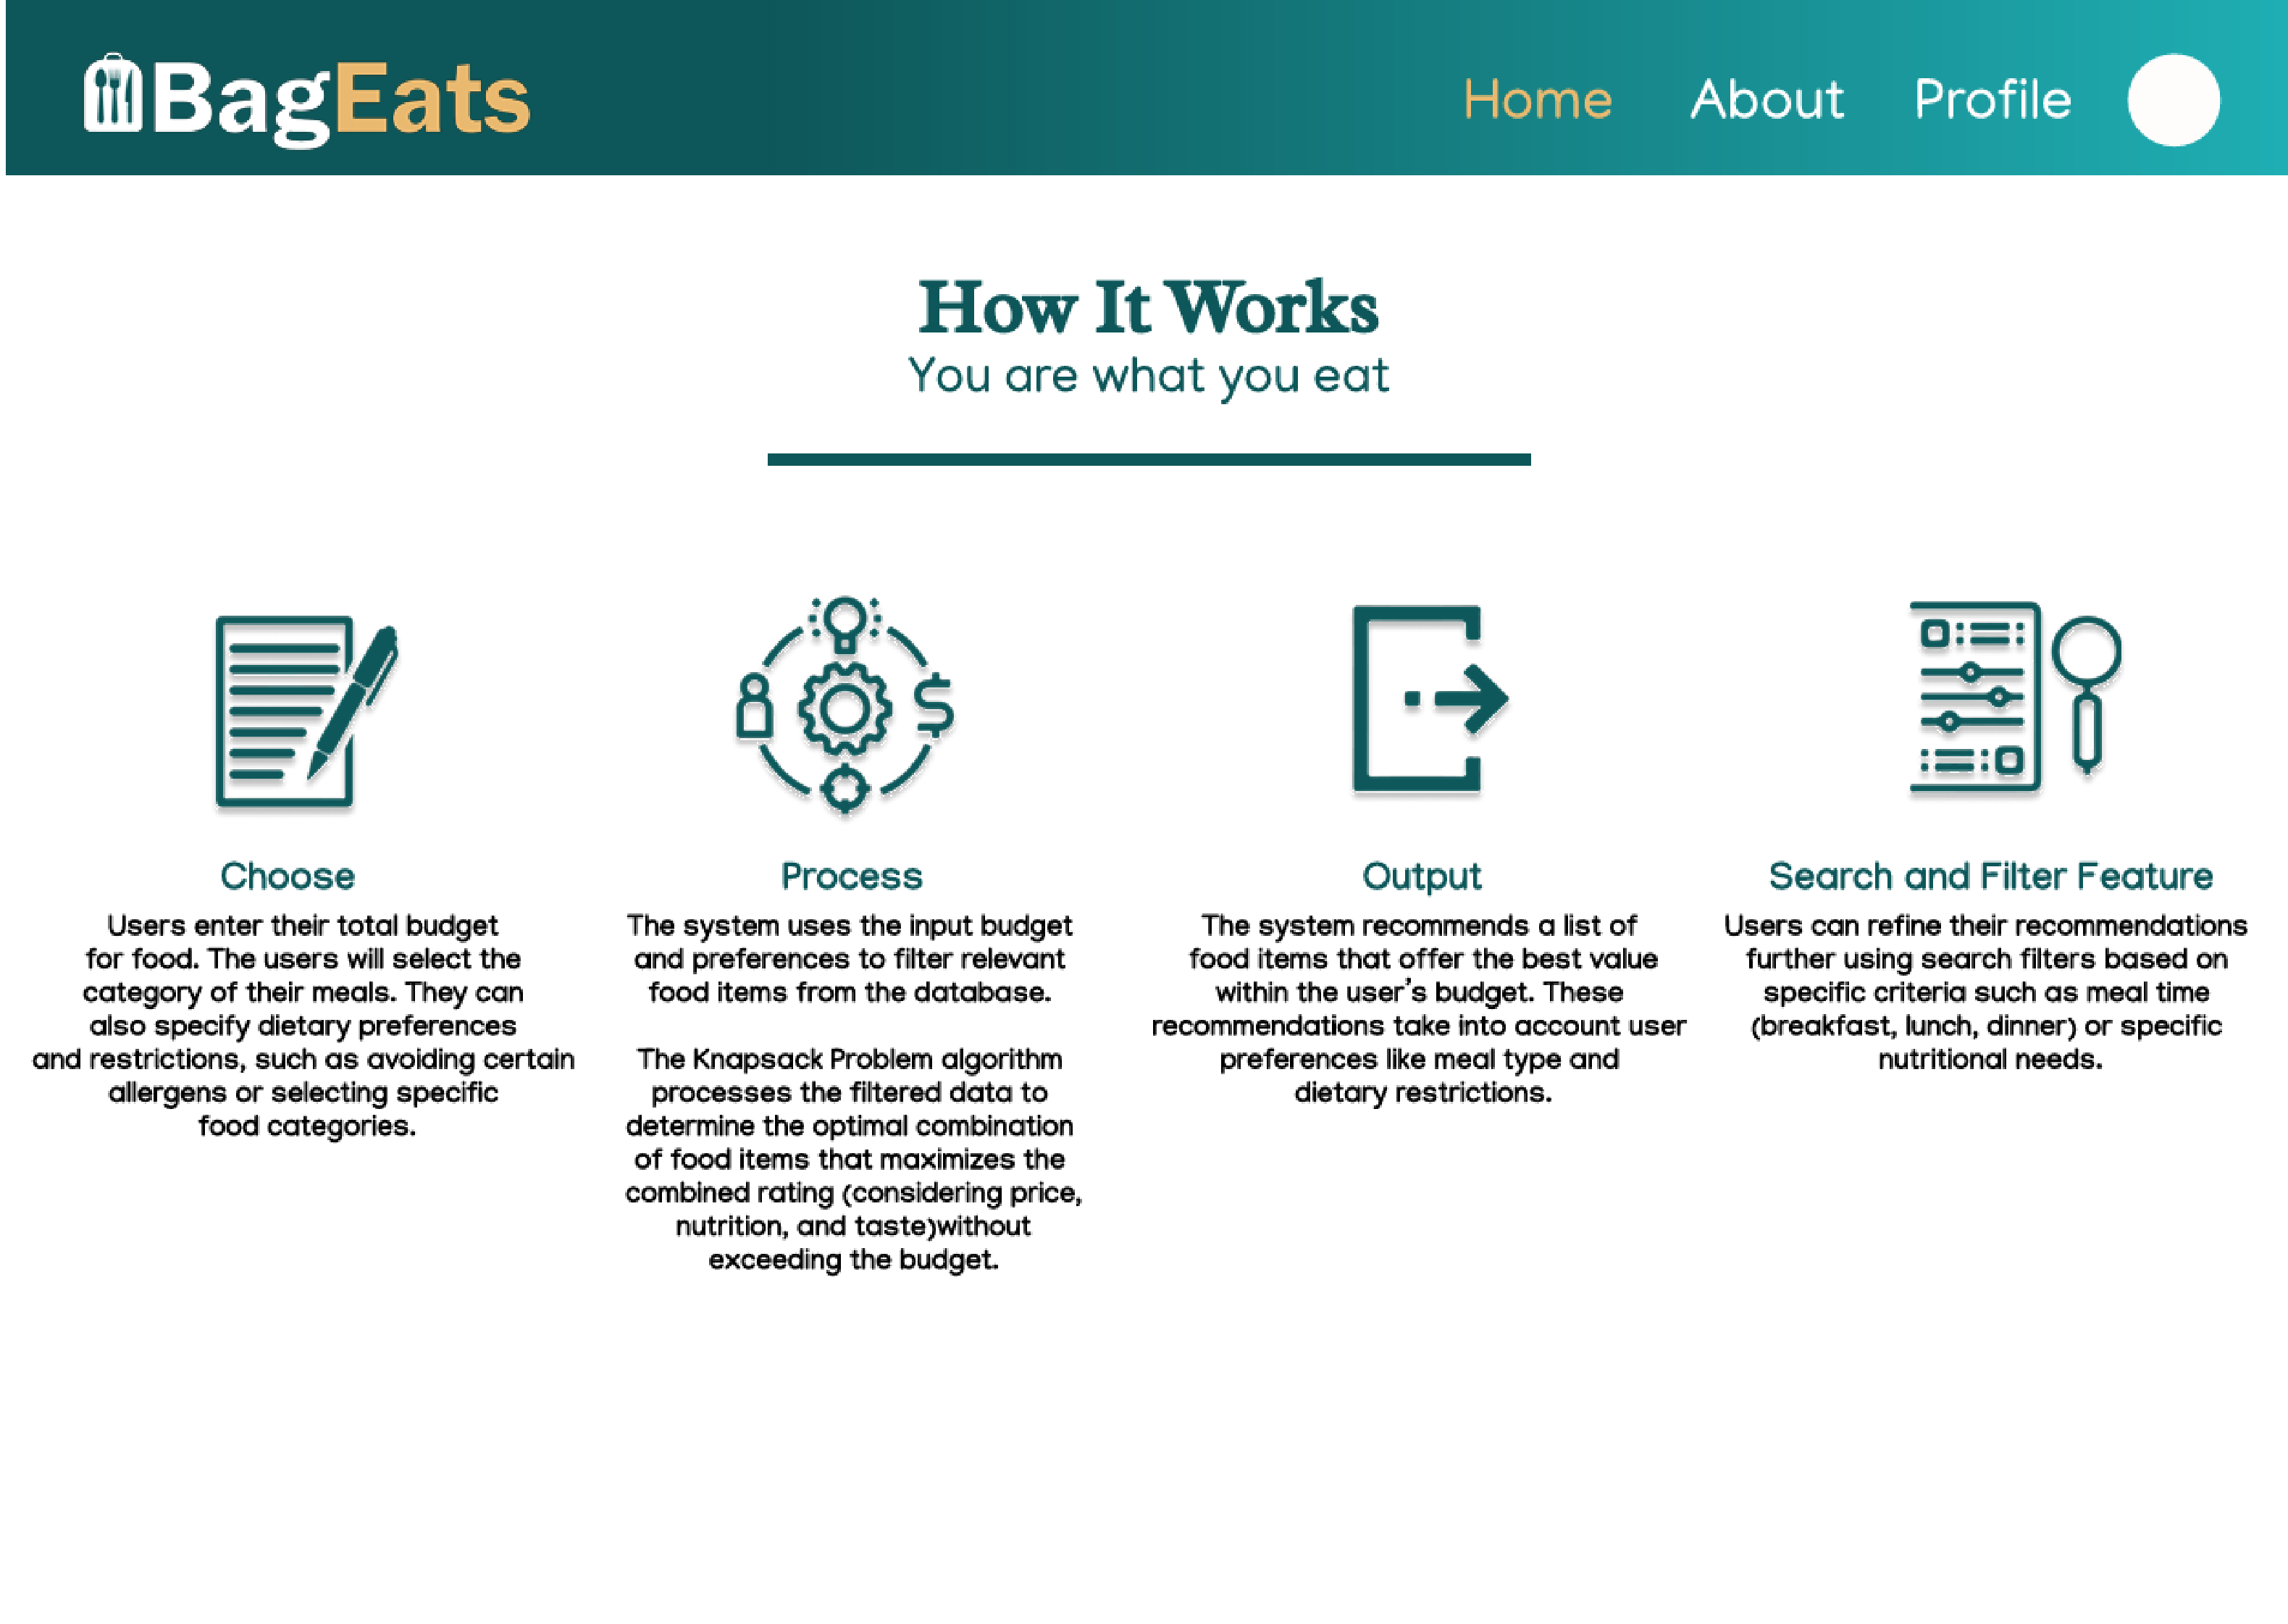 BagEats
Home About Profile
How It Works
You are what you eat
Choose
Users enter their total budget
for food. The users will select the
category of their meals. They can
also specify dietary preferences
and restrictions, such as avoiding certain
allergens or selecting specific
food categories.
Process
The system uses the input budget
and preferences to filter relevant
food items from the database.
The Knapsack Problem algorithm
processes the filtered data to
determine the optimal combination
of food items that maximizes the
combined rating (considering price,
nutrition, and taste)without
exceeding the budget.
Output
The system recommends a list of
food items that offer the best value
within the user's budget. These
recommendations take into account user
preferences like meal type and
dietary restrictions.
Search and Filter Feature
Users can refine their recommendations
further using search filters based on
specific criteria such as meal time
(breakfast, lunch, dinner) or specific
nutritional needs.